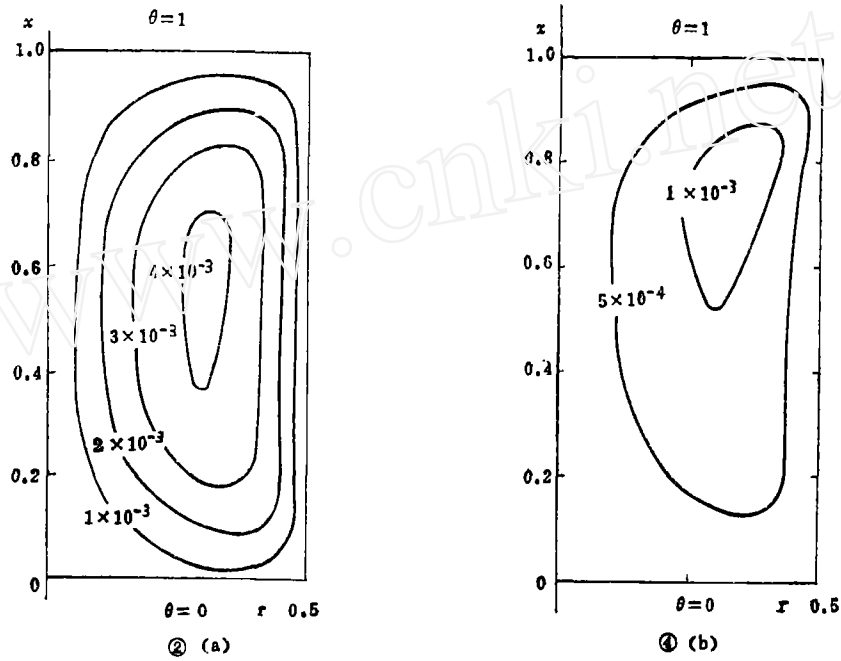 x
θ=1
1.0
0.8
0.6
0.4
0.2
0
4×10⁻³
3×10⁻³
2×10⁻³
1×10⁻³
θ=0
r
0.5
② (a)
x
θ=1
1.0
0.8
0.6
0.4
0.2
0
1×10⁻³
5×10⁻⁴
θ=0
r
0.5
④ (b)
www.cnki.net